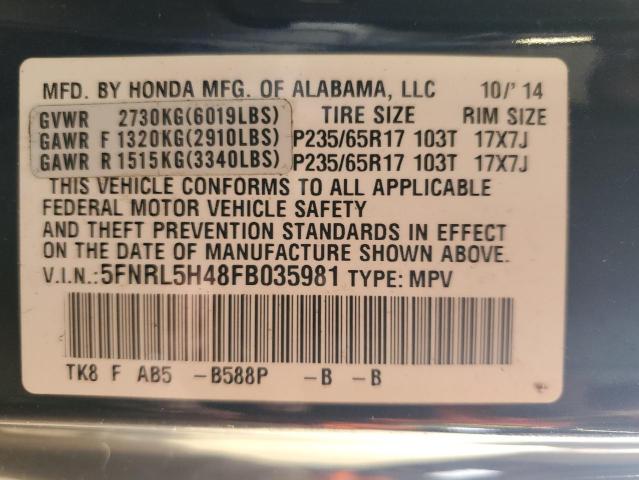 MFD. BY HONDA MFG. OF ALABAMA, LLC 10/'14
GVWR 2730KG(6019LBS) TIRE SIZE RIM SIZE
GAWR F 1320KG(2910LBS) P235/65R17 103T 17X7J
GAWR R 1515KG(3340LBS) P235/65R17 103T 17X7J
THIS VEHICLE CONFORMS TO ALL APPLICABLE
FEDERAL MOTOR VEHICLE SAFETY
AND THEFT PREVENTION STANDARDS IN EFFECT
ON THE DATE OF MANUFACTURE SHOWN ABOVE.
V.I.N.:5FNRL5H48FB035981 TYPE: MPV
TK8 F AB5 -B588P -B -B